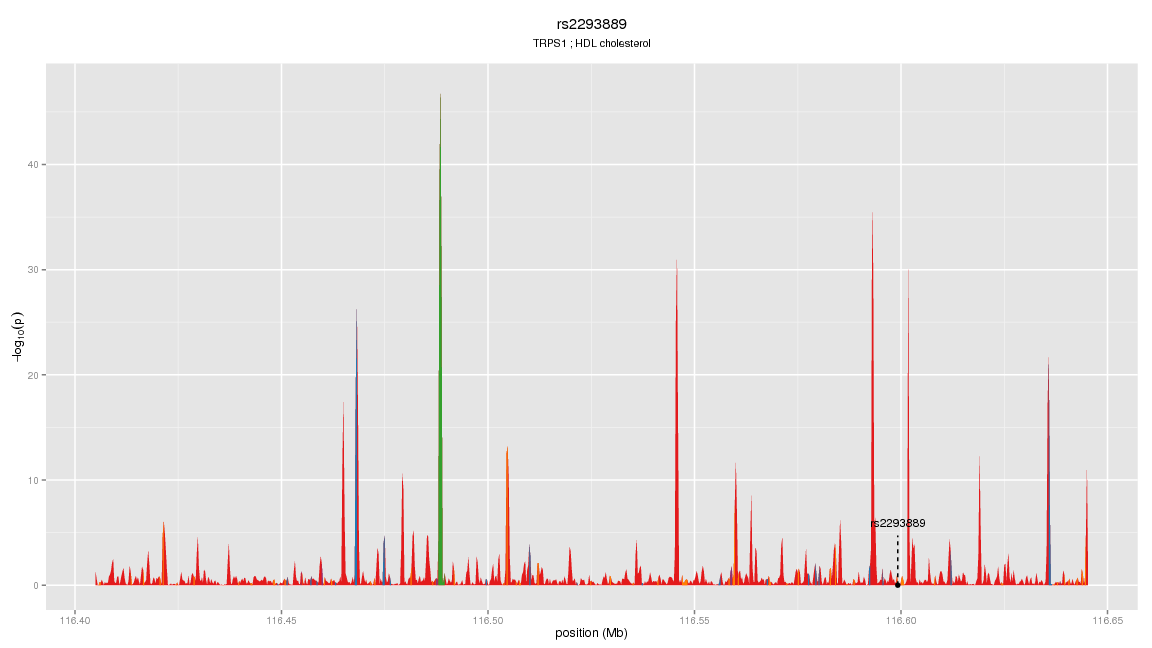 rs2293889
TRPS1 ; HDL cholesterol
−log10(p)
40
30
20
10
0
rs2293889
116.40 116.45 116.50 116.55 116.60 116.65
position (Mb)